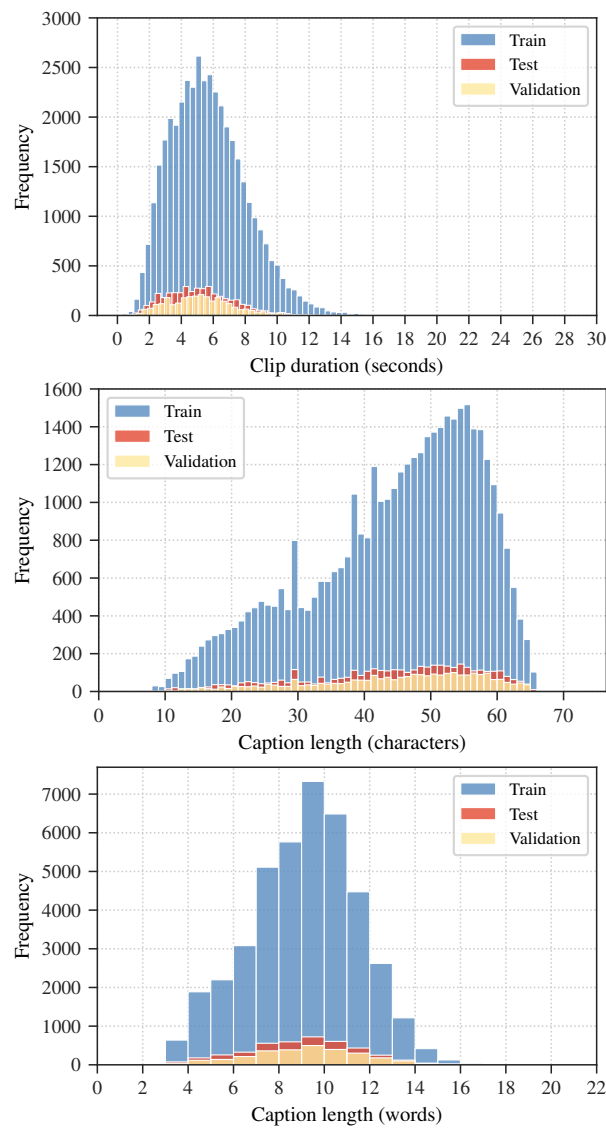 3000
2500
2000
1500
1000
500
0
Frequency
Train
Test
Validation
0 2 4 6 8 10 12 14 16 18 20 22 24 26 28 30
Clip duration (seconds)
1600
1400
1200
1000
800
600
400
200
0
Frequency
Train
Test
Validation
0 10 20 30 40 50 60 70
Caption length (characters)
7000
6000
5000
4000
3000
2000
1000
0
Frequency
Train
Test
Validation
0 2 4 6 8 10 12 14 16 18 20 22
Caption length (words)